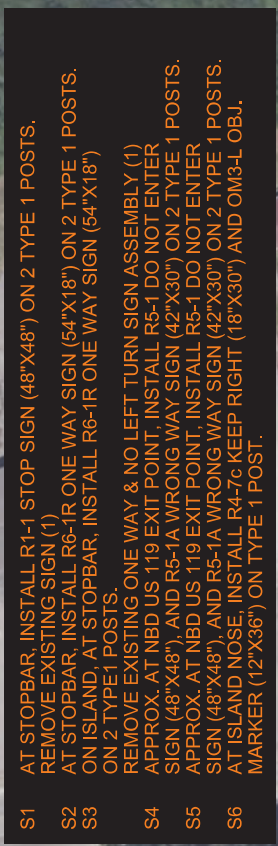 S1 AT STOPBAR, INSTALL R1-1 STOP SIGN (48"X48") ON 2 TYPE 1 POSTS.
REMOVE EXISTING SIGN (1)
S2 AT STOPBAR, INSTALL R6-1R ONE WAY SIGN (54"X18") ON 2 TYPE 1 POSTS.
S3 ON ISLAND, AT STOPBAR, INSTALL R6-1R ONE WAY SIGN (54"X18")
ON 2 TYPE1 POSTS.
REMOVE EXISTING ONE WAY & NO LEFT TURN SIGN ASSEMBLY (1)
S4 APPROX. AT NBD US 119 EXIT POINT, INSTALL R5-1 DO NOT ENTER
SIGN (48"X48"), AND R5-1A WRONG WAY SIGN (42"X30") ON 2 TYPE 1 POSTS.
S5 APPROX. AT NBD US 119 EXIT POINT, INSTALL R5-1 DO NOT ENTER
SIGN (48"X48"), AND R5-1A WRONG WAY SIGN (42"X30") ON 2 TYPE 1 POSTS.
S6 AT ISLAND NOSE, INSTALL R4-7c KEEP RIGHT (18"X30") AND OM3-L OBJ.
MARKER (12"X36") ON TYPE 1 POST.